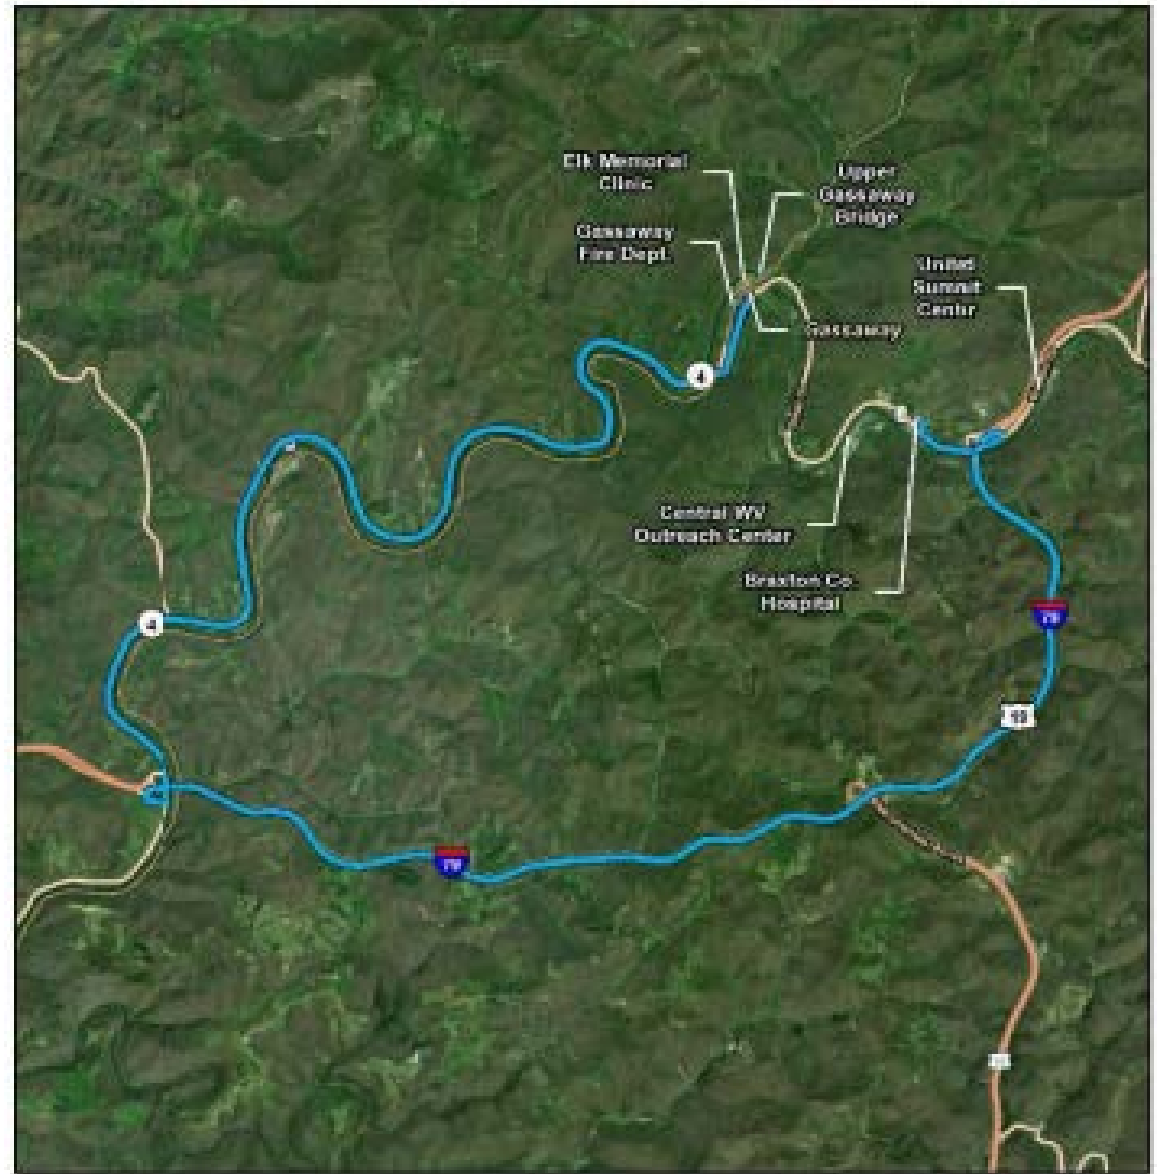 Elk Memorial
Clinic
Upper
Gassaway
Bridge
Gassaway
Fire Dept.
United
Summit
Center
Gassaway
4
Central WV
Outreach Center
Braxton Co
Hospital
4
79
19
79